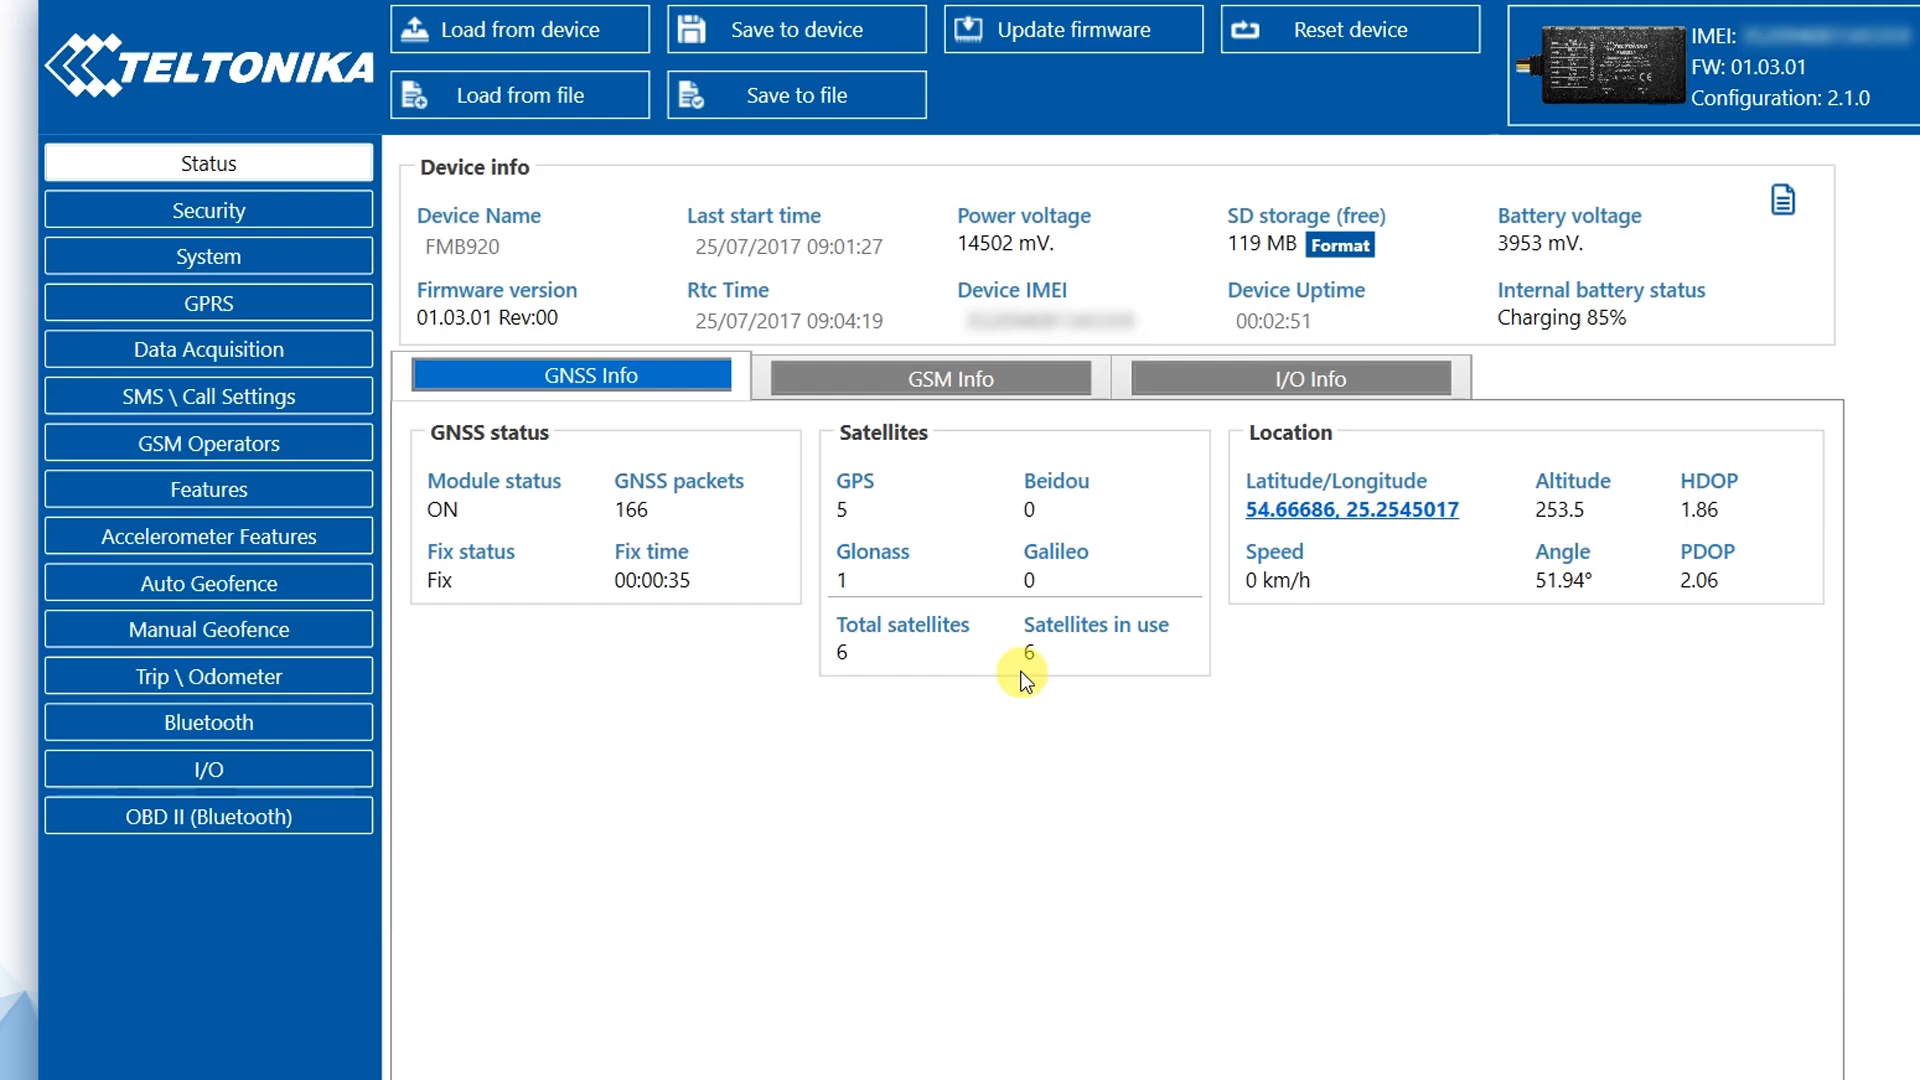 TELTONIKA
Load from device
Save to device
Update firmware
Reset device
Load from file
Save to file
IMEI:
FW: 01.03.01
Configuration: 2.1.0
Status
Security
System
GPRS
Data Acquisition
SMS \ Call Settings
GSM Operators
Features
Accelerometer Features
Auto Geofence
Manual Geofence
Trip \ Odometer
Bluetooth
I/O
OBD II (Bluetooth)
Device info
Device Name
FMB920
Last start time
25/07/2017 09:01:27
Power voltage
14502 mV.
SD storage (free)
119 MB Format
Battery voltage
3953 mV.
Firmware version
01.03.01 Rev:00
Rtc Time
25/07/2017 09:04:19
Device IMEI
Device Uptime
00:02:51
Internal battery status
Charging 85%
GNSS Info
GSM Info
I/O Info
GNSS status
Module status
ON
GNSS packets
166
Fix status
Fix
Fix time
00:00:35
Satellites
GPS
5
Beidou
0
Glonass
1
Galileo
0
Total satellites
6
Satellites in use
6
Location
Latitude/Longitude
54.66686, 25.2545017
Altitude
253.5
HDOP
1.86
Speed
0 km/h
Angle
51.94°
PDOP
2.06